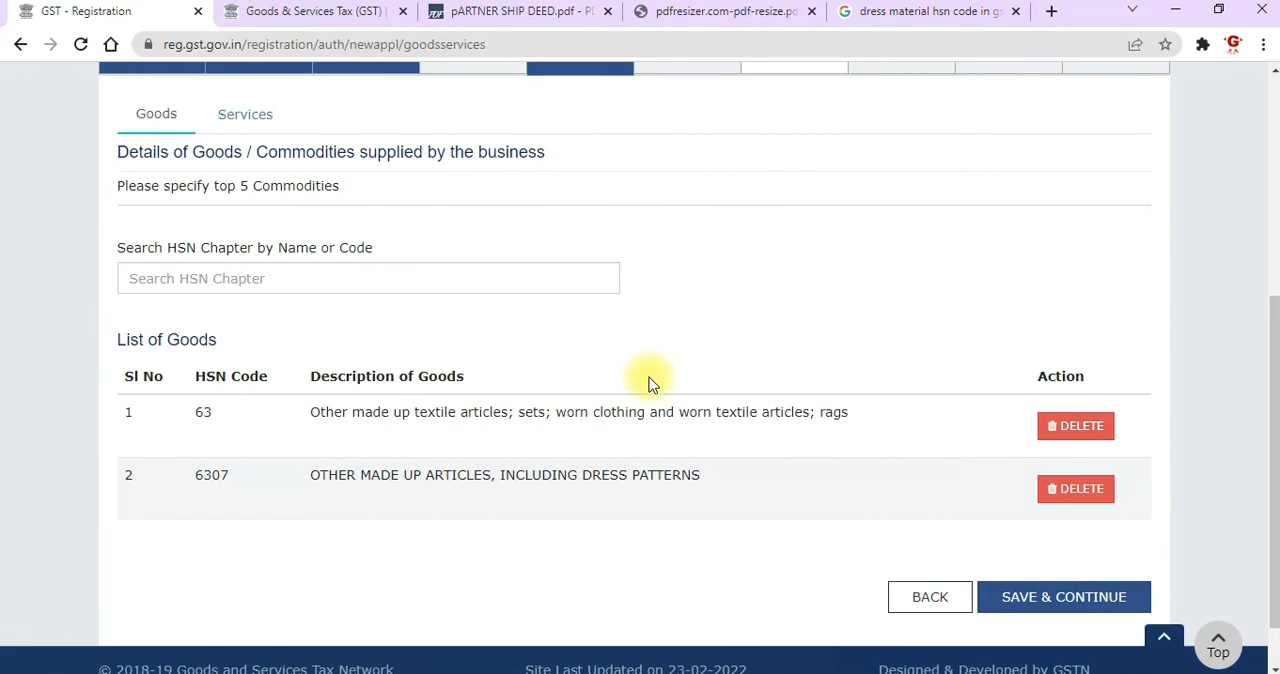 GST - Registration
Goods & Services Tax (GST) |
PDF pARTNER SHIP DEED.pdf - PD
pdfresizer.com-pdf-resize.pd
dress material hsn code in gs
reg.gst.gov.in/registration/auth/newappl/goodsservices
Goods Services
Details of Goods / Commodities supplied by the business
Please specify top 5 Commodities
Search HSN Chapter by Name or Code
Search HSN Chapter
List of Goods
Sl No HSN Code Description of Goods Action
1 63 Other made up textile articles; sets; worn clothing and worn textile articles; rags DELETE
2 6307 OTHER MADE UP ARTICLES, INCLUDING DRESS PATTERNS DELETE
BACK SAVE & CONTINUE
Top
© 2018-19 Goods and Services Tax Network Site Last Updated on 23-02-2022 Designed & Developed by GSTN